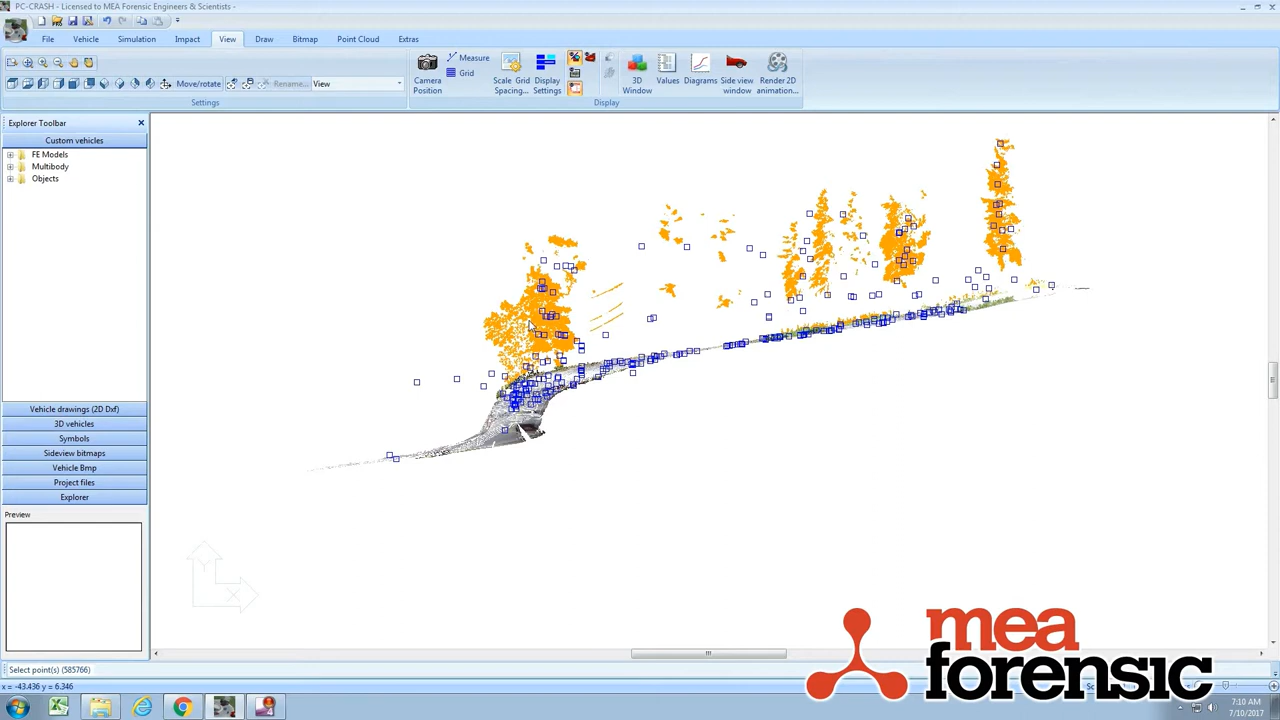 PC-CRASH - Licensed to MEA Forensic Engineers & Scientists -
File Vehicle Simulation Impact View Draw Bitmap Point Cloud Extras
Move/rotate Rename... View
Settings
Camera Position
Measure
Grid
Scale Grid Spacing...
Display Settings
3D Window
Values
Diagrams
Side view window
Render 2D animation...
Display
Explorer Toolbar
Custom vehicles
FE Models
Multibody
Objects
Vehicle drawings (2D Dxf)
3D vehicles
Symbols
Sideview bitmaps
Vehicle Bmp
Project files
Explorer
Preview
Y
X
mea
forensic
Select point(s) (585766)
x = -43.436 y = 6.346
7:10 AM
7/10/2017